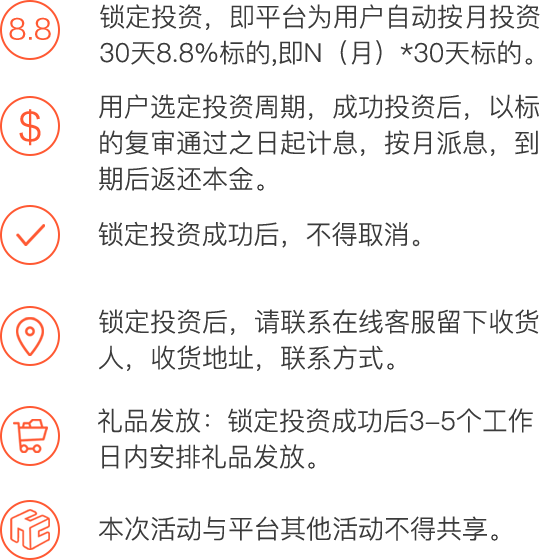 8.8
锁定投资，即平台为用户自动按月投资
30天8.8%标的,即N（月）*30天标的。
$
用户选定投资周期，成功投资后，以标
的复审通过之日起计息，按月派息，到
期后返还本金。
锁定投资成功后，不得取消。
锁定投资后，请联系在线客服留下收货
人，收货地址，联系方式。
礼品发放：锁定投资成功后3-5个工作
日内安排礼品发放。
本次活动与平台其他活动不得共享。